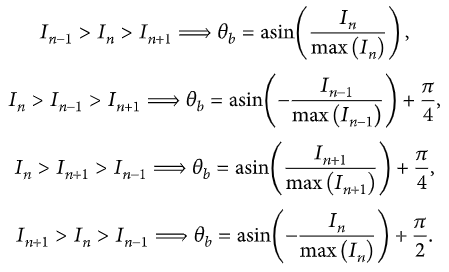 I_{n-1} > I_n > I_{n+1} ⟹ θ_b = asin(I_n / max (I_n)),
I_n > I_{n-1} > I_{n+1} ⟹ θ_b = asin(− I_{n-1} / max (I_{n-1})) + π/4,
I_n > I_{n+1} > I_{n-1} ⟹ θ_b = asin(I_{n+1} / max (I_{n+1})) + π/4,
I_{n+1} > I_n > I_{n-1} ⟹ θ_b = asin(− I_n / max (I_n)) + π/2.